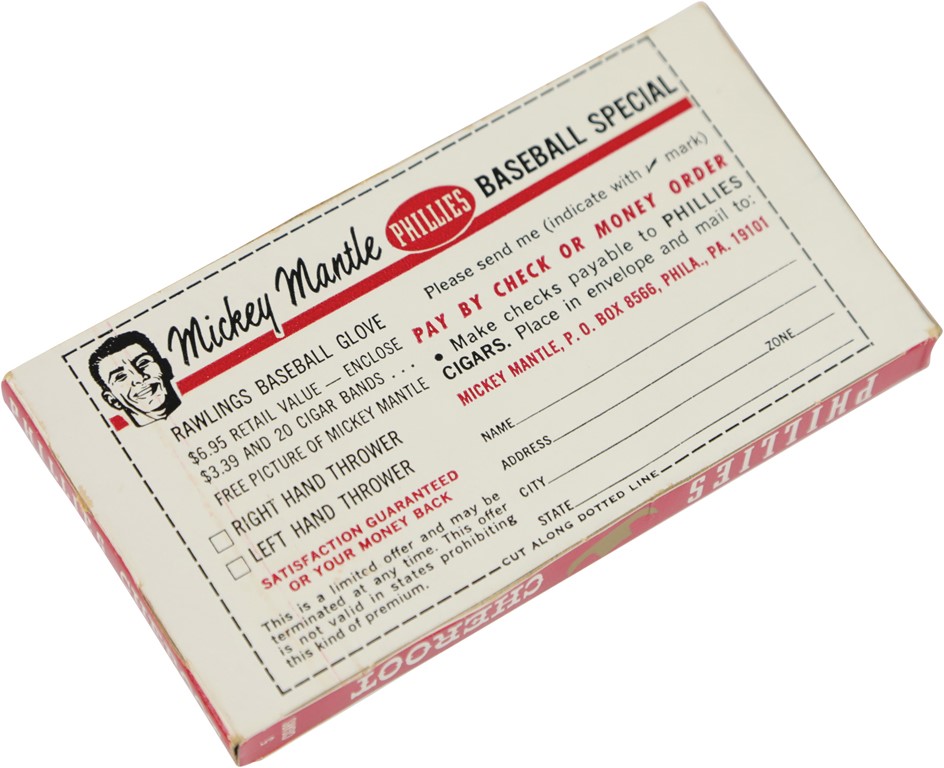 Mickey Mantle PHILLIES BASEBALL SPECIAL
RAWLINGS BASEBALL GLOVE
$6.95 RETAIL VALUE — ENCLOSE
$3.39 AND 20 CIGAR BANDS . . .
FREE PICTURE OF MICKEY MANTLE
RIGHT HAND THROWER
LEFT HAND THROWER
SATISFACTION GUARANTEED
OR YOUR MONEY BACK
This is a limited offer and may be
terminated at any time. This offer
is not valid in states prohibiting
this kind of premium.
Please send me (indicate with ✓ mark)
PAY BY CHECK OR MONEY ORDER
• Make checks payable to PHILLIES
CIGARS. Place in envelope and mail to:
MICKEY MANTLE, P. O. BOX 8566, PHILA., PA. 19101
NAME
ADDRESS
CITY ZONE
STATE
CUT ALONG DOTTED LINE
PHILLIES
CHEROOT